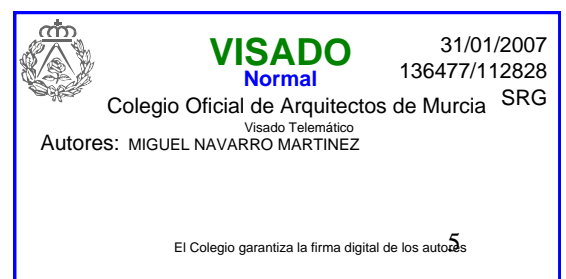 VISADO 31/01/2007
Normal 136477/112828
Colegio Oficial de Arquitectos de Murcia SRG
Visado Telemático
Autores: MIGUEL NAVARRO MARTINEZ
El Colegio garantiza la firma digital de los autores
5